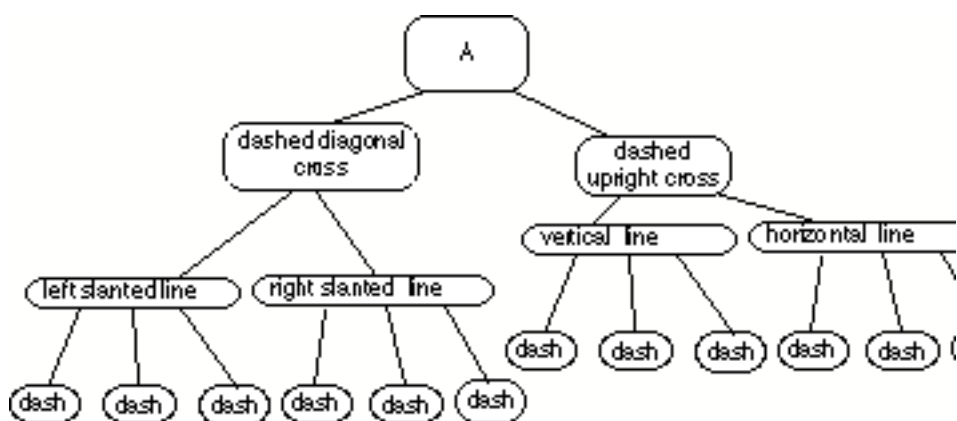 A
dashed diagonal
cross
dashed
upright cross
vertical line
horizontal line
left slanted line
right slanted line
dash
dash
dash
dash
dash
dash
dash
dash
dash
dash
dash